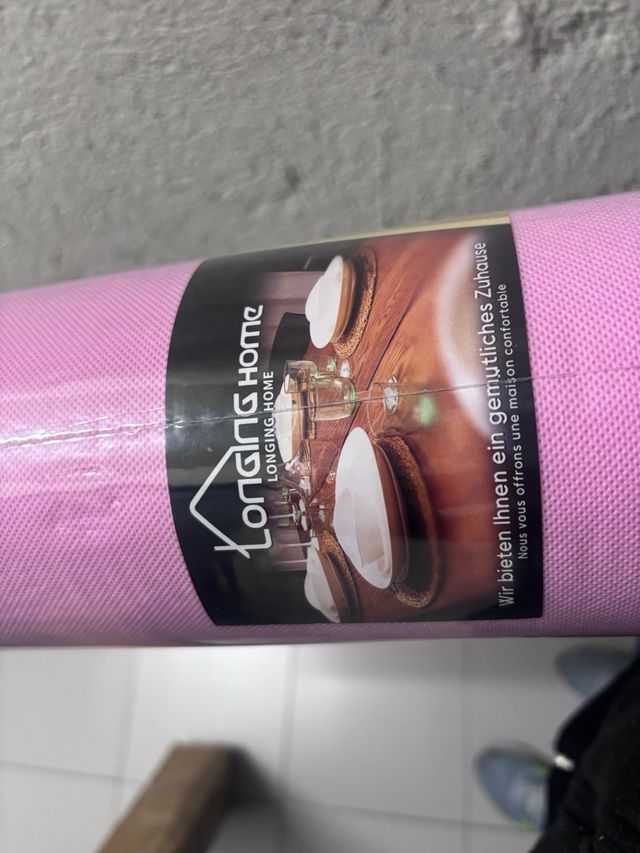 LONGING HOME
LONGING HOME
Wir bieten Ihnen ein gemütliches Zuhause
Nous vous offrons une maison confortable